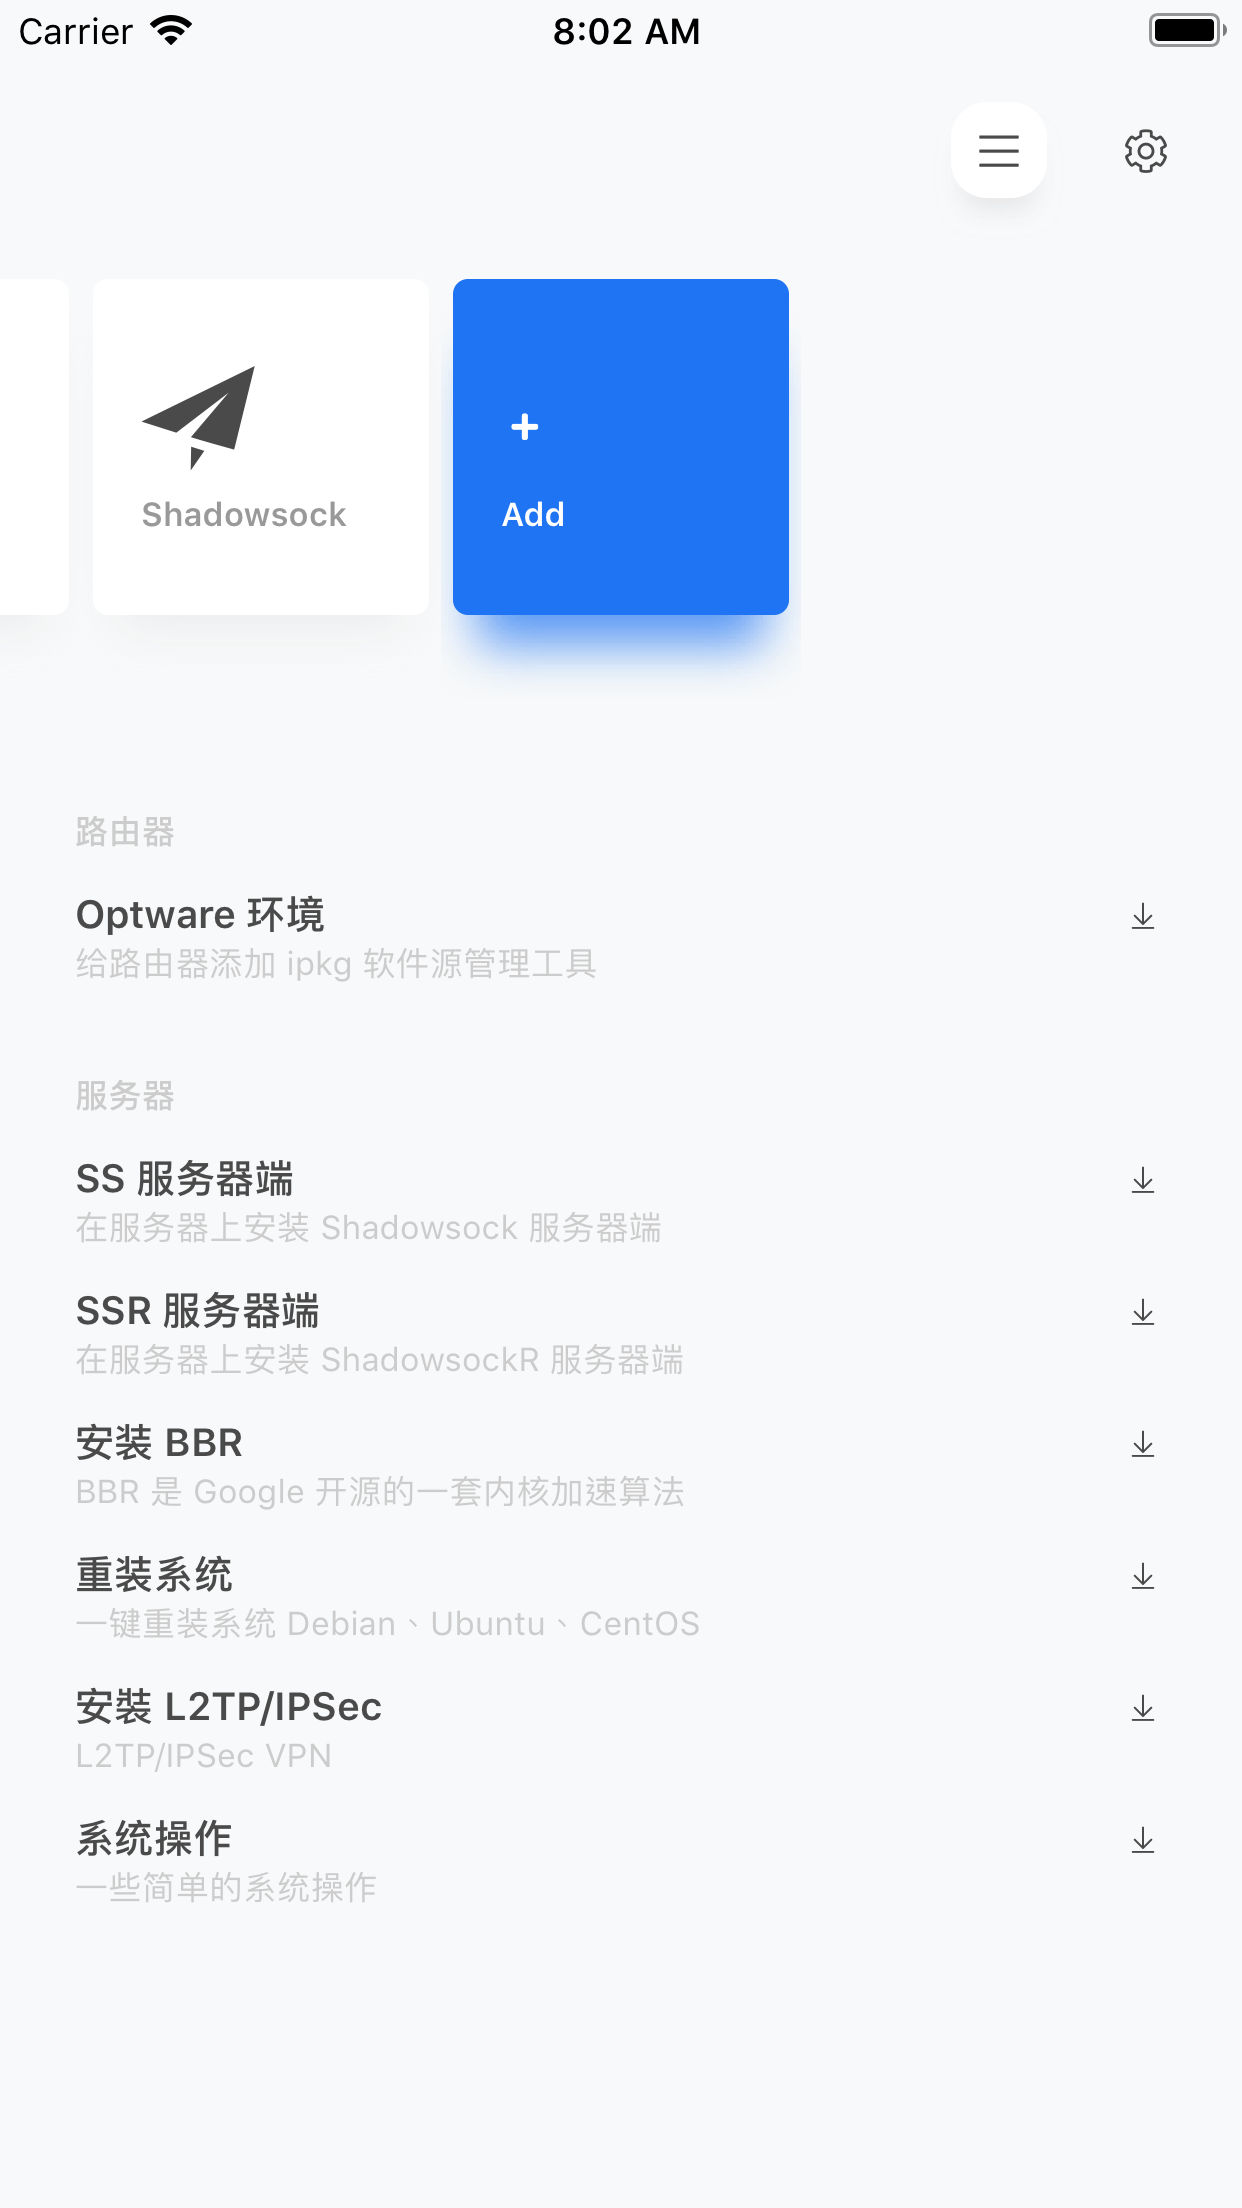 Carrier 8:02 AM
Shadowsock
Add
路由器
Optware 环境
给路由器添加 ipkg 软件源管理工具
服务器
SS 服务器端
在服务器上安装 Shadowsock 服务器端
SSR 服务器端
在服务器上安装 ShadowsockR 服务器端
安装 BBR
BBR 是 Google 开源的一套内核加速算法
重装系统
一键重装系统 Debian、Ubuntu、CentOS
安裝 L2TP/IPSec
L2TP/IPSec VPN
系统操作
一些简单的系统操作